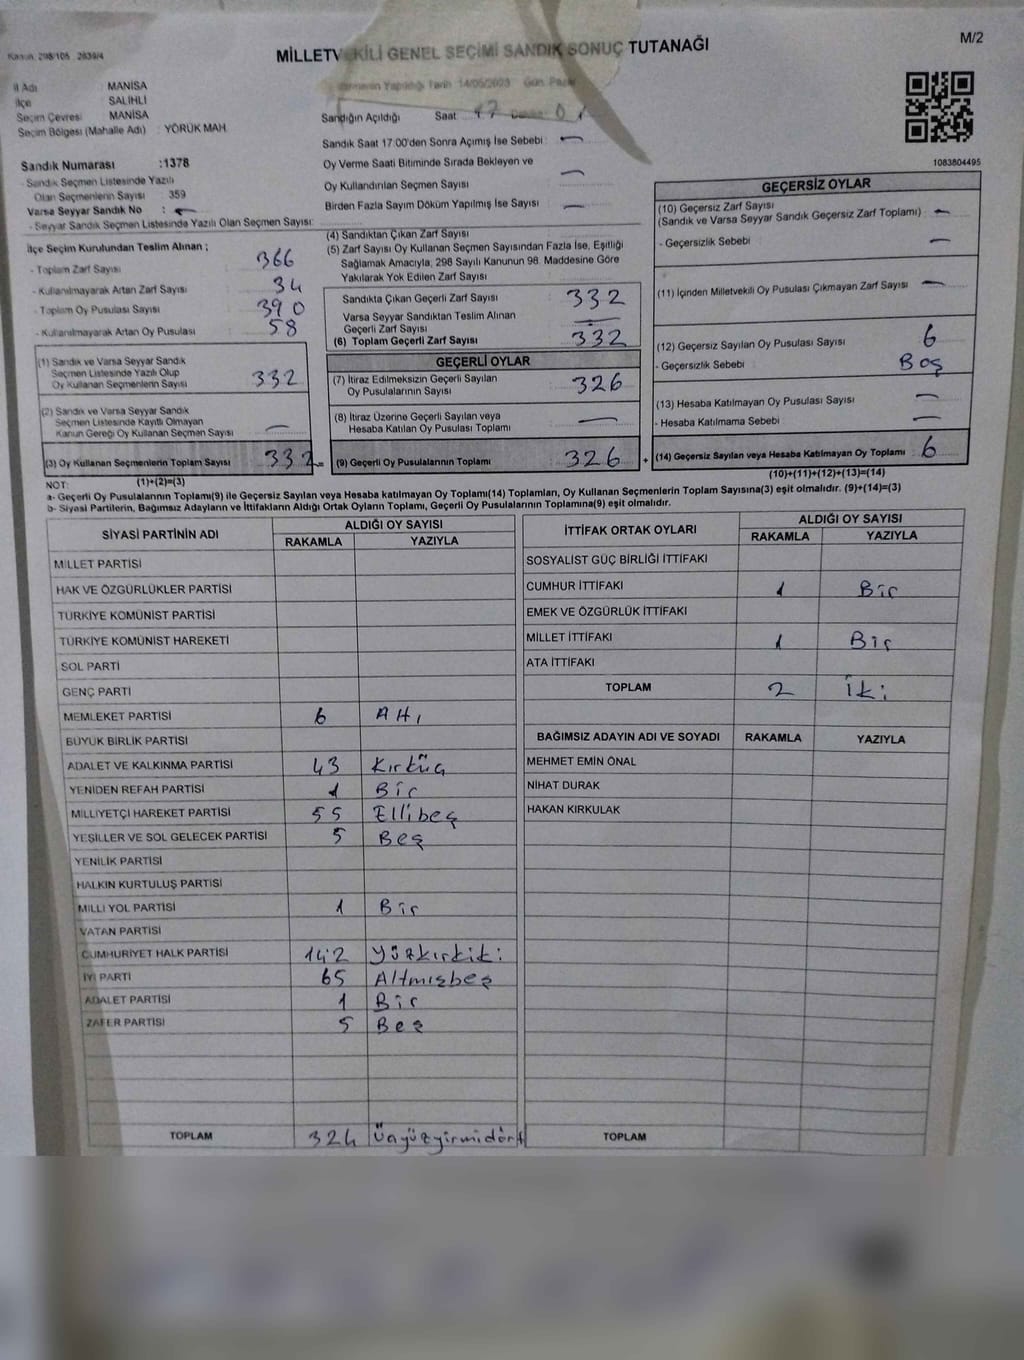 Kanun, 298/105 2839/4
MİLLETVEKİLİ GENEL SEÇİMİ SANDIK SONUÇ TUTANAĞI
M/2
İl Adı : MANİSA
İlçe : SALİHLİ
Seçim Çevresi : MANİSA
Seçim Bölgesi (Mahalle Adı) : YÖRÜK MAH.
Sandık Numarası :1378
- Sandık Seçmen Listesinde Yazılı
Olan Seçmenlerin Sayısı : 359
Varsa Seyyar Sandık No : -
- Seyyar Sandık Seçmen Listesinde Yazılı Olan Seçmen Sayısı:
Tarih 14/05/2023 Gün Pazar
Sandığın Açıldığı Saat 17 01
Sandık Saat 17:00'den Sonra Açılmış İse Sebebi : -
Oy Verme Saati Bitiminde Sırada Bekleyen ve
Oy Kullandırılan Seçmen Sayısı : -
Birden Fazla Sayım Döküm Yapılmış İse Sayısı : -
1083804495
İlçe Seçim Kurulundan Teslim Alınan ;
- Toplam Zarf Sayısı : 366
- Kullanılmayarak Artan Zarf Sayısı : 34
- Toplam Oy Pusulası Sayısı : 390
- Kullanılmayarak Artan Oy Pusulası : 58
(1) Sandık ve Varsa Seyyar Sandık
Seçmen Listesinde Yazılı Olup
Oy Kullanan Seçmenlerin Sayısı : 332
(2) Sandık ve Varsa Seyyar Sandık
Seçmen Listesinde Kayıtlı Olmayan
Kanun Gereği Oy Kullanan Seçmen Sayısı : -
(3) Oy Kullanan Seçmenlerin Toplam Sayısı : 332 =
(1)+(2)=(3)
(4) Sandıktan Çıkan Zarf Sayısı :
(5) Zarf Sayısı Oy Kullanan Seçmen Sayısından Fazla İse, Eşitliği
Sağlamak Amacıyla; 298 Sayılı Kanunun 98. Maddesine Göre
Yakılarak Yok Edilen Zarf Sayısı :
Sandıkta Çıkan Geçerli Zarf Sayısı : 332
Varsa Seyyar Sandıktan Teslim Alınan
Geçerli Zarf Sayısı : -
(6) Toplam Geçerli Zarf Sayısı : 332
GEÇERLİ OYLAR
(7) İtiraz Edilmeksizin Geçerli Sayılan
Oy Pusulalarının Sayısı : 326
(8) İtiraz Üzerine Geçerli Sayılan veya
Hesaba Katılan Oy Pusulası Toplamı : -
(9) Geçerli Oy Pusulalarının Toplamı : 326 +
GEÇERSİZ OYLAR
(10) Geçersiz Zarf Sayısı
(Sandık ve Varsa Seyyar Sandık Geçersiz Zarf Toplamı) : -
- Geçersizlik Sebebi : -
(11) İçinden Milletvekili Oy Pusulası Çıkmayan Zarf Sayısı : -
(12) Geçersiz Sayılan Oy Pusulası Sayısı : 6
- Geçersizlik Sebebi : Boş
(13) Hesaba Katılmayan Oy Pusulası Sayısı : -
- Hesaba Katılmama Sebebi : -
(14) Geçersiz Sayılan veya Hesaba Katılmayan Oy Toplamı : 6
(10)+(11)+(12)+(13)=(14)
NOT:
a- Geçerli Oy Pusulalarının Toplamı(9) ile Geçersiz Sayılan veya Hesaba katılmayan Oy Toplamı(14) Toplamları, Oy Kullanan Seçmenlerin Toplam Sayısına(3) eşit olmalıdır. (9)+(14)=(3)
b- Siyasi Partilerin, Bağımsız Adayların ve İttifakların Aldığı Ortak Oyların Toplamı, Geçerli Oy Pusulalarının Toplamına(9) eşit olmalıdır.
SİYASİ PARTİNİN ADI ALDIĞI OY SAYISI
RAKAMLA YAZIYLA
MİLLET PARTİSİ
HAK VE ÖZGÜRLÜKLER PARTİSİ
TÜRKİYE KOMÜNİST PARTİSİ
TÜRKİYE KOMÜNİST HAREKETİ
SOL PARTİ
GENÇ PARTİ
MEMLEKET PARTİSİ 6 Altı
BÜYÜK BİRLİK PARTİSİ
ADALET VE KALKINMA PARTİSİ 43 Kırküç
YENİDEN REFAH PARTİSİ 1 Bir
MİLLİYETÇİ HAREKET PARTİSİ 55 Ellibeş
YEŞİLLER VE SOL GELECEK PARTİSİ 5 Beş
YENİLİK PARTİSİ
HALKIN KURTULUŞ PARTİSİ
MİLLİ YOL PARTİSİ 1 Bir
VATAN PARTİSİ
CUMHURİYET HALK PARTİSİ 142 Yüzkırkiki
İYİ PARTİ 65 Altmışbeş
ADALET PARTİSİ 1 Bir
ZAFER PARTİSİ 5 Beş
TOPLAM 324 Üçyüzyirmidört
İTTİFAK ORTAK OYLARI ALDIĞI OY SAYISI
RAKAMLA YAZIYLA
SOSYALİST GÜÇ BİRLİĞİ İTTİFAKI
CUMHUR İTTİFAKI 1 Bir
EMEK VE ÖZGÜRLÜK İTTİFAKI
MİLLET İTTİFAKI 1 Bir
ATA İTTİFAKI
TOPLAM 2 İki
BAĞIMSIZ ADAYIN ADI VE SOYADI RAKAMLA YAZIYLA
MEHMET EMİN ÖNAL
NİHAT DURAK
HAKAN KIRKULAK
TOPLAM